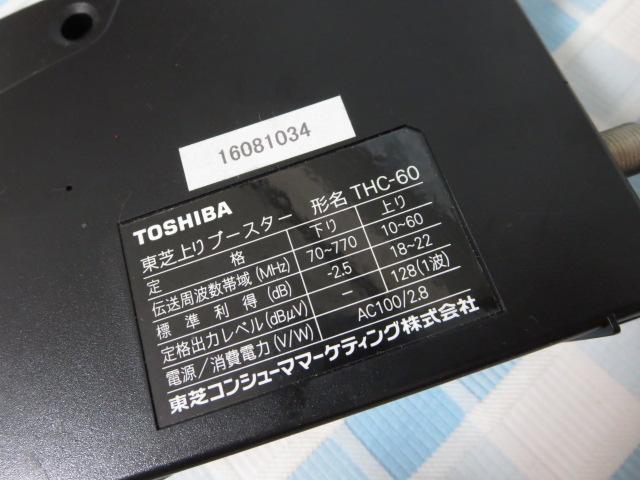 16081034
TOSHIBA
東芝上りブースター 形名 THC-60
定 格 下り 上り
伝送周波数帯域(MHz) 70~770 10~60
標準利得(dB) -2.5 18~22
定格出力レベル(dBμV) − 128(1波)
電源/消費電力(V/W) AC100/2.8
東芝コンシューママーケティング株式会社